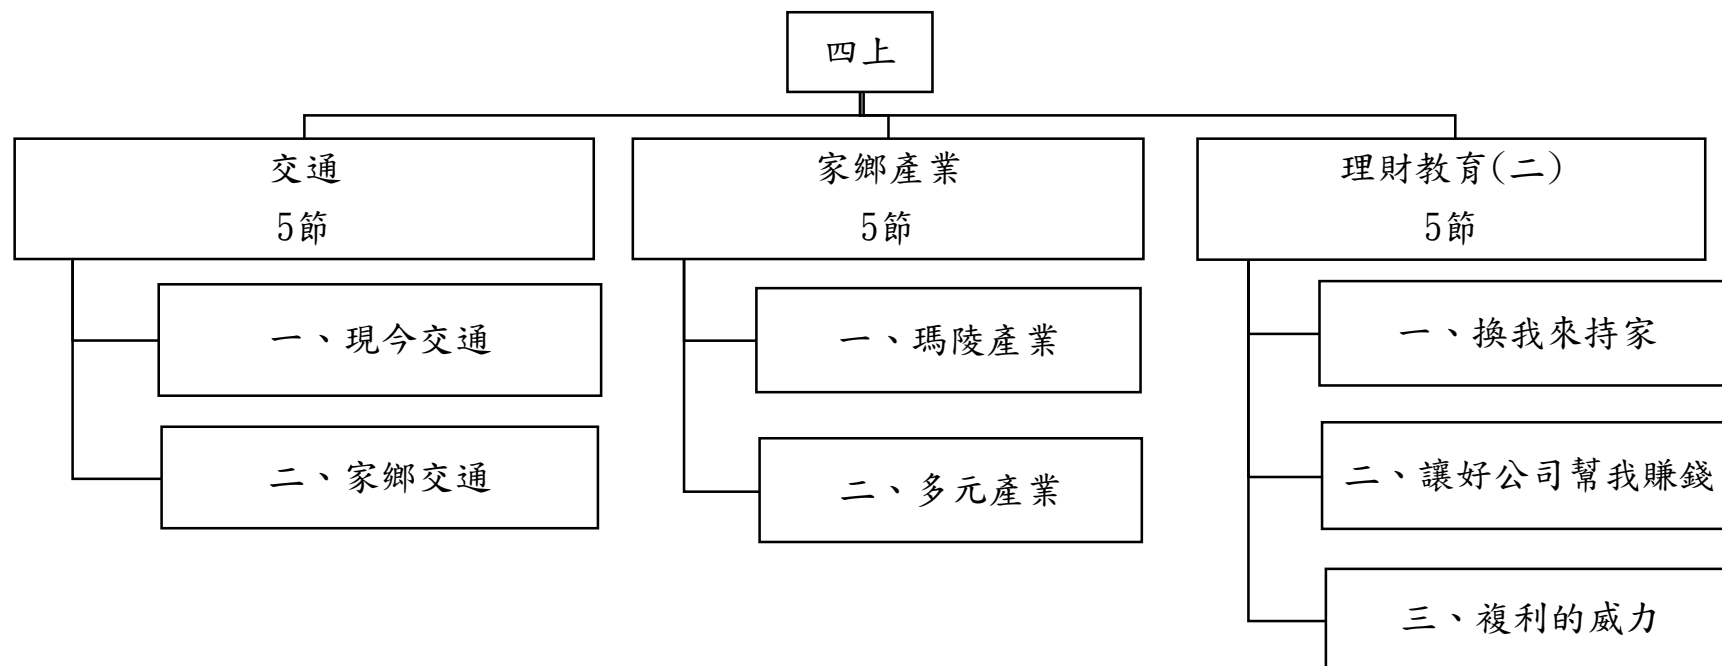 四上
交通
5節
一、現今交通
二、家鄉交通
家鄉產業
5節
一、瑪陵產業
二、多元產業
理財教育(二)
5節
一、換我來持家
二、讓好公司幫我賺錢
三、複利的威力